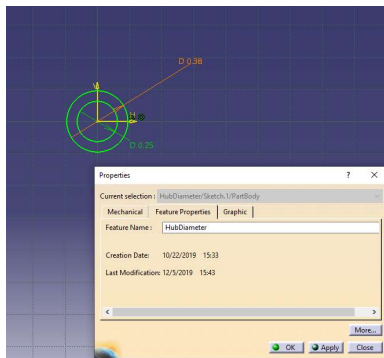 D 0.36
V
H
D 0.25
Properties
?
Current selection : HubDiameter/Sketch.1/PartBody
Mechanical Feature Properties Graphic
Feature Name : HubDiameter
Creation Date: 10/22/2019 15:33
Last Modification: 12/5/2019 15:43
More...
OK Apply Close